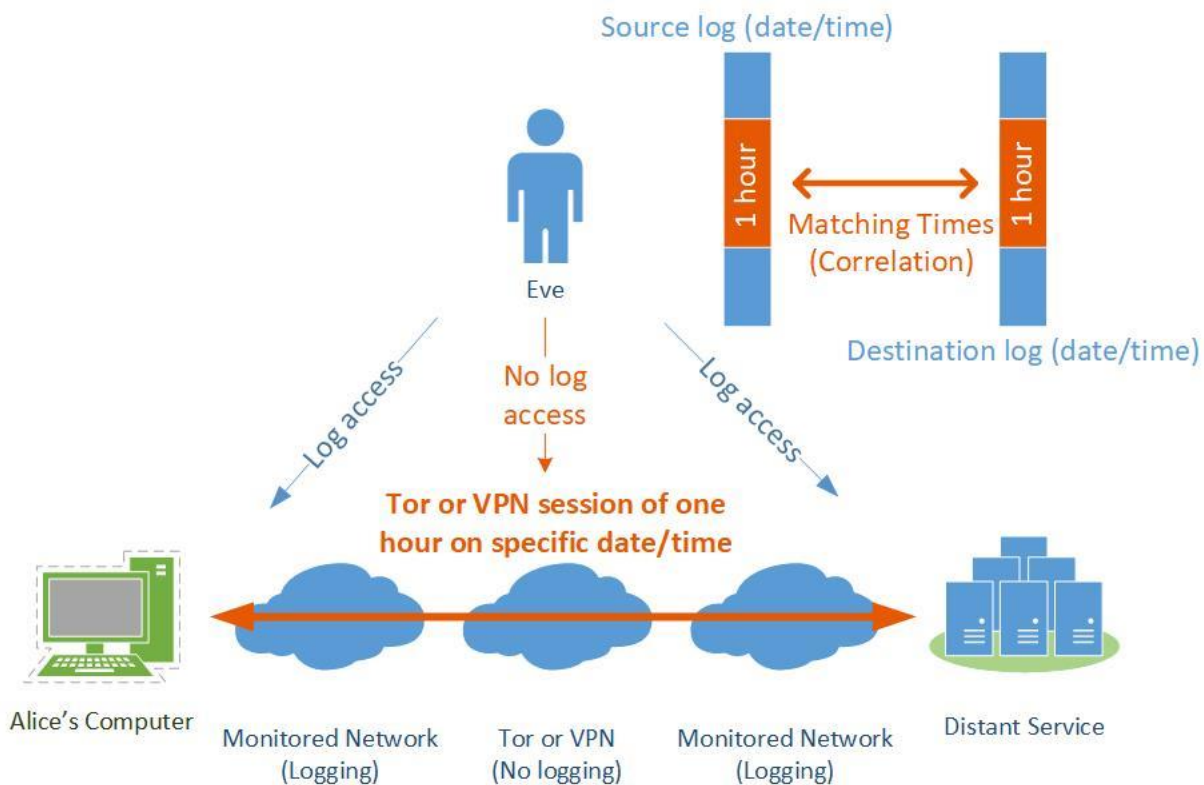 Source log (date/time)
1 hour
1 hour
Matching Times
(Correlation)
Destination log (date/time)
Eve
Log access
No log
access
Log access
Tor or VPN session of one
hour on specific date/time
Alice's Computer
Monitored Network
(Logging)
Tor or VPN
(No logging)
Monitored Network
(Logging)
Distant Service